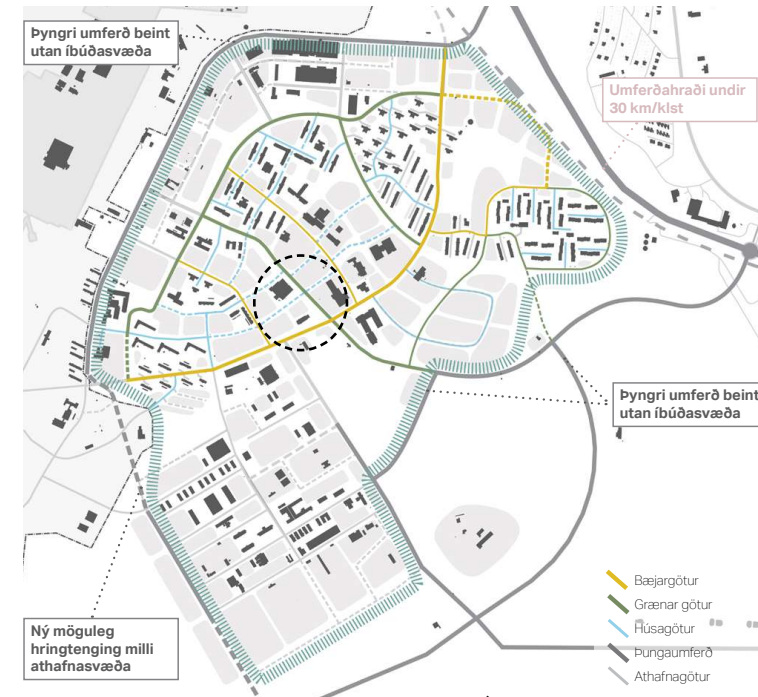 Þyngri umferð beint
utan íbúðasvæða
Umferðahraði undir
30 km/klst
Þyngri umferð beint
utan íbúðasvæða
Ný möguleg
hringtenging milli
athafnasvæða
Bæjargötur
Grænar götur
Húsagötur
Þungaumferð
Athafnagötur